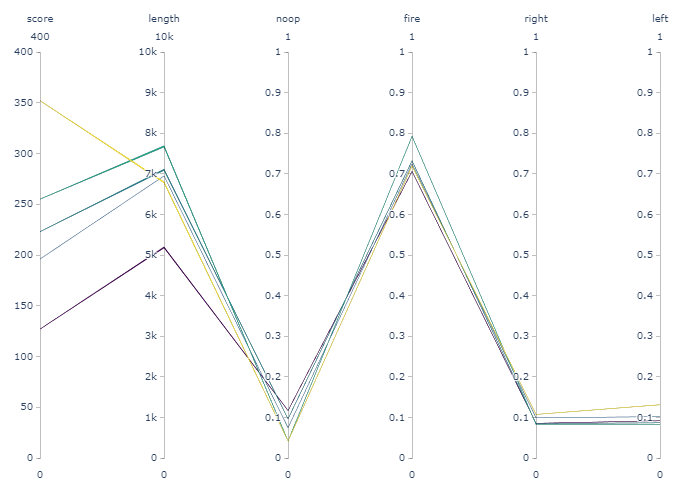 score length noop fire right left
400 10k 1 1 1 1
400 10k 1 1 1 1
9k 0.9 0.9 0.9 0.9
350
8k 0.8 0.8 0.8 0.8
300
7k 0.7 0.7 0.7 0.7
250
6k 0.6 0.6 0.6 0.6
200 5k 0.5 0.5 0.5 0.5
4k 0.4 0.4 0.4 0.4
150
3k 0.3 0.3 0.3 0.3
100
2k 0.2 0.2 0.2 0.2
50
1k 0.1 0.1 0.1 0.1
0 0 0 0 0 0
0 0 0 0 0 0